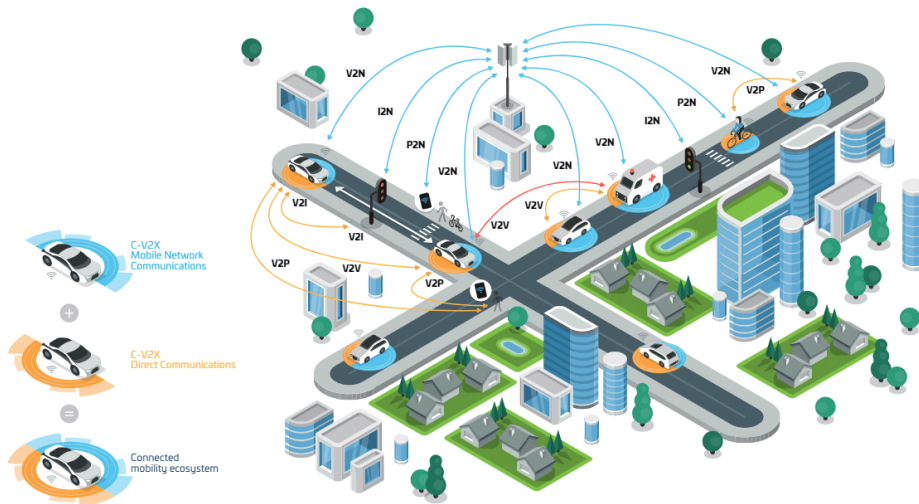 V2N
V2N
I2N
V2P
P2N
P2N
I2N
V2N
V2N
V2N
V2I
V2V
V2V
V2I
V2P
V2V
V2P
C-V2X
Mobile Network
Communications
+
C-V2X
Direct Communications
=
Connected
mobility ecosystem